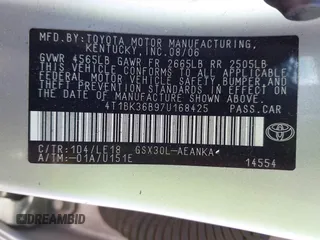 MFD.BY:TOYOTA MOTOR MANUFACTURING,
KENTUCKY,INC.08/06
GVWR 4565LB GAWR FR 2665LB RR 2505LB
THIS VEHICLE CONFORMS TO ALL APPLICABLE
FEDERAL MOTOR VEHICLE SAFETY, BUMPER, AND
THEFT PREVENTION STANDARDS IN EFFECT ON
THE DATE OF MANUFACTURE SHOWN ABOVE.
4T1BK36B97U168425 PASS.CAR
C/TR:1D4/LE18 GSX30L-AEANKA
A/TM:-01A/U151E
14554
DREAMBID